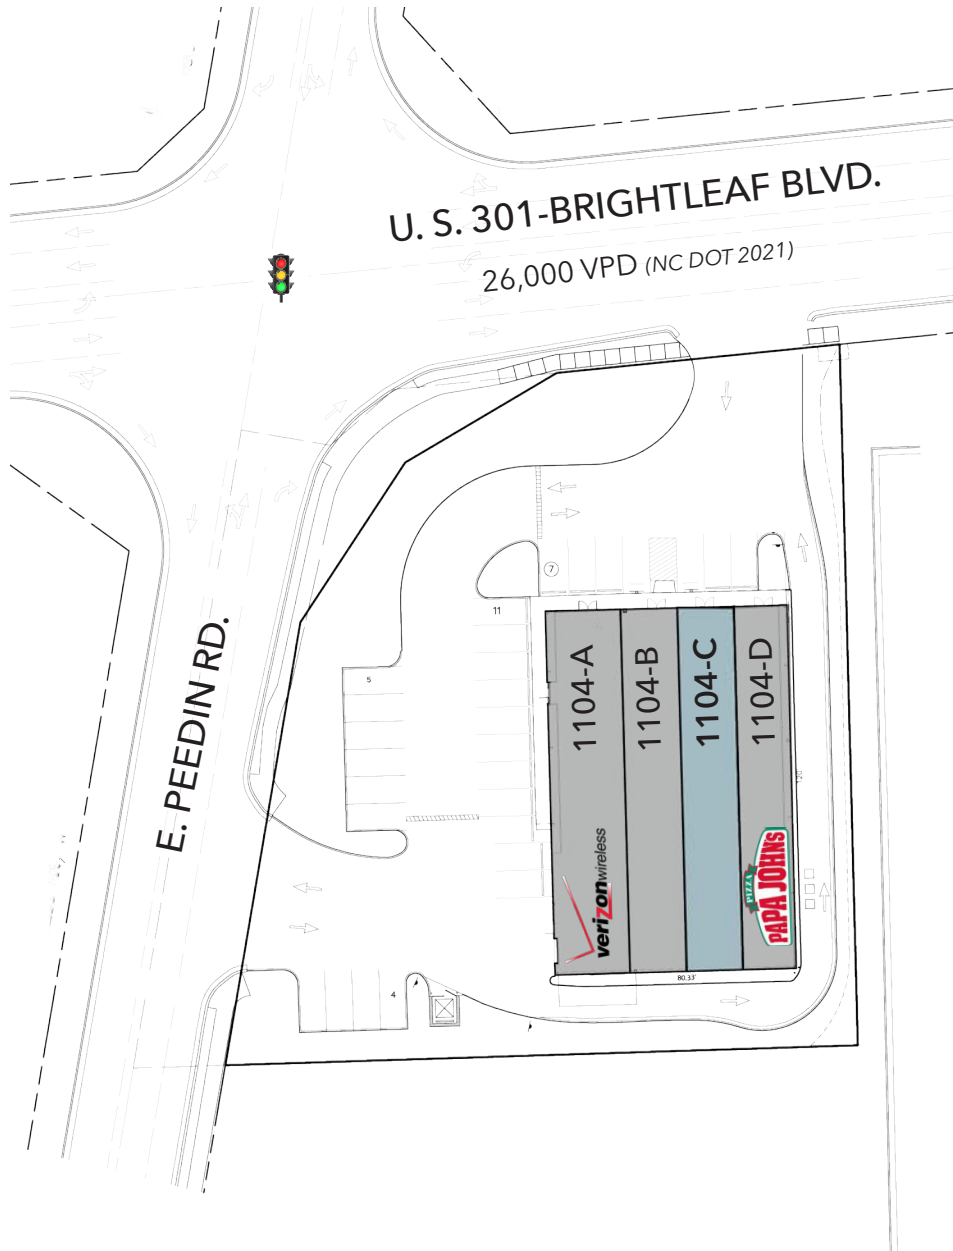 U. S. 301-BRIGHTLEAF BLVD.
26,000 VPD (NC DOT 2021)
E. PEEDIN RD.
7
11
5
4
1104-A
1104-B
1104-C
1104-D
verizonwireless
PIZZA
PAPA JOHNS
120
80.33'